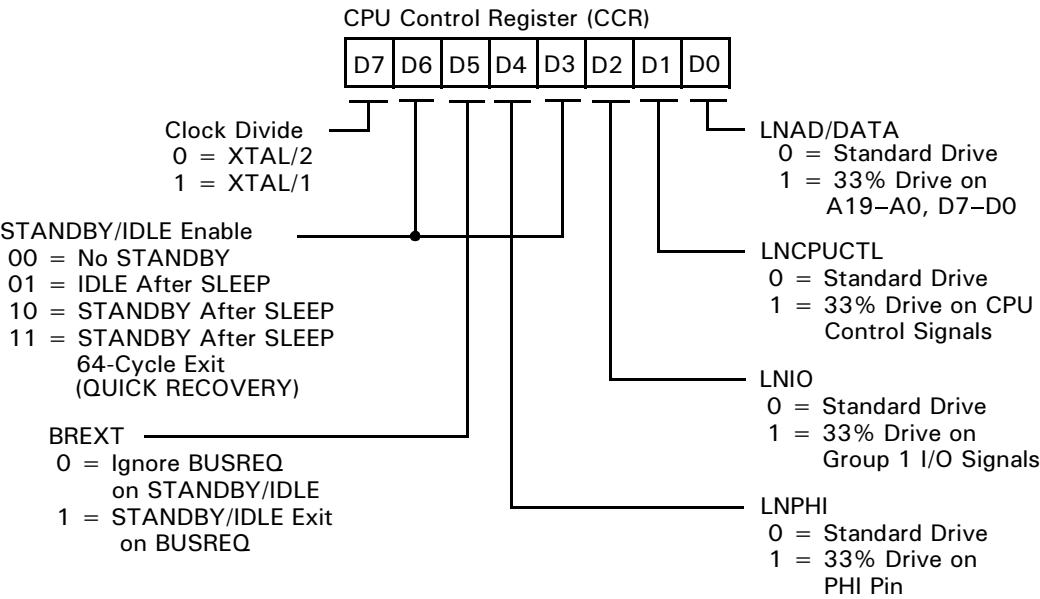 CPU Control Register (CCR)
D7 D6 D5 D4 D3 D2 D1 D0
Clock Divide
0 = XTAL/2
1 = XTAL/1
STANDBY/IDLE Enable
00 = No STANDBY
01 = IDLE After SLEEP
10 = STANDBY After SLEEP
11 = STANDBY After SLEEP
64-Cycle Exit
(QUICK RECOVERY)
BREXT
0 = Ignore BUSREQ
on STANDBY/IDLE
1 = STANDBY/IDLE Exit
on BUSREQ
LNAD/DATA
0 = Standard Drive
1 = 33% Drive on
A19–A0, D7–D0
LNCPUCTL
0 = Standard Drive
1 = 33% Drive on CPU
Control Signals
LNIO
0 = Standard Drive
1 = 33% Drive on
Group 1 I/O Signals
LNPHI
0 = Standard Drive
1 = 33% Drive on
PHI Pin